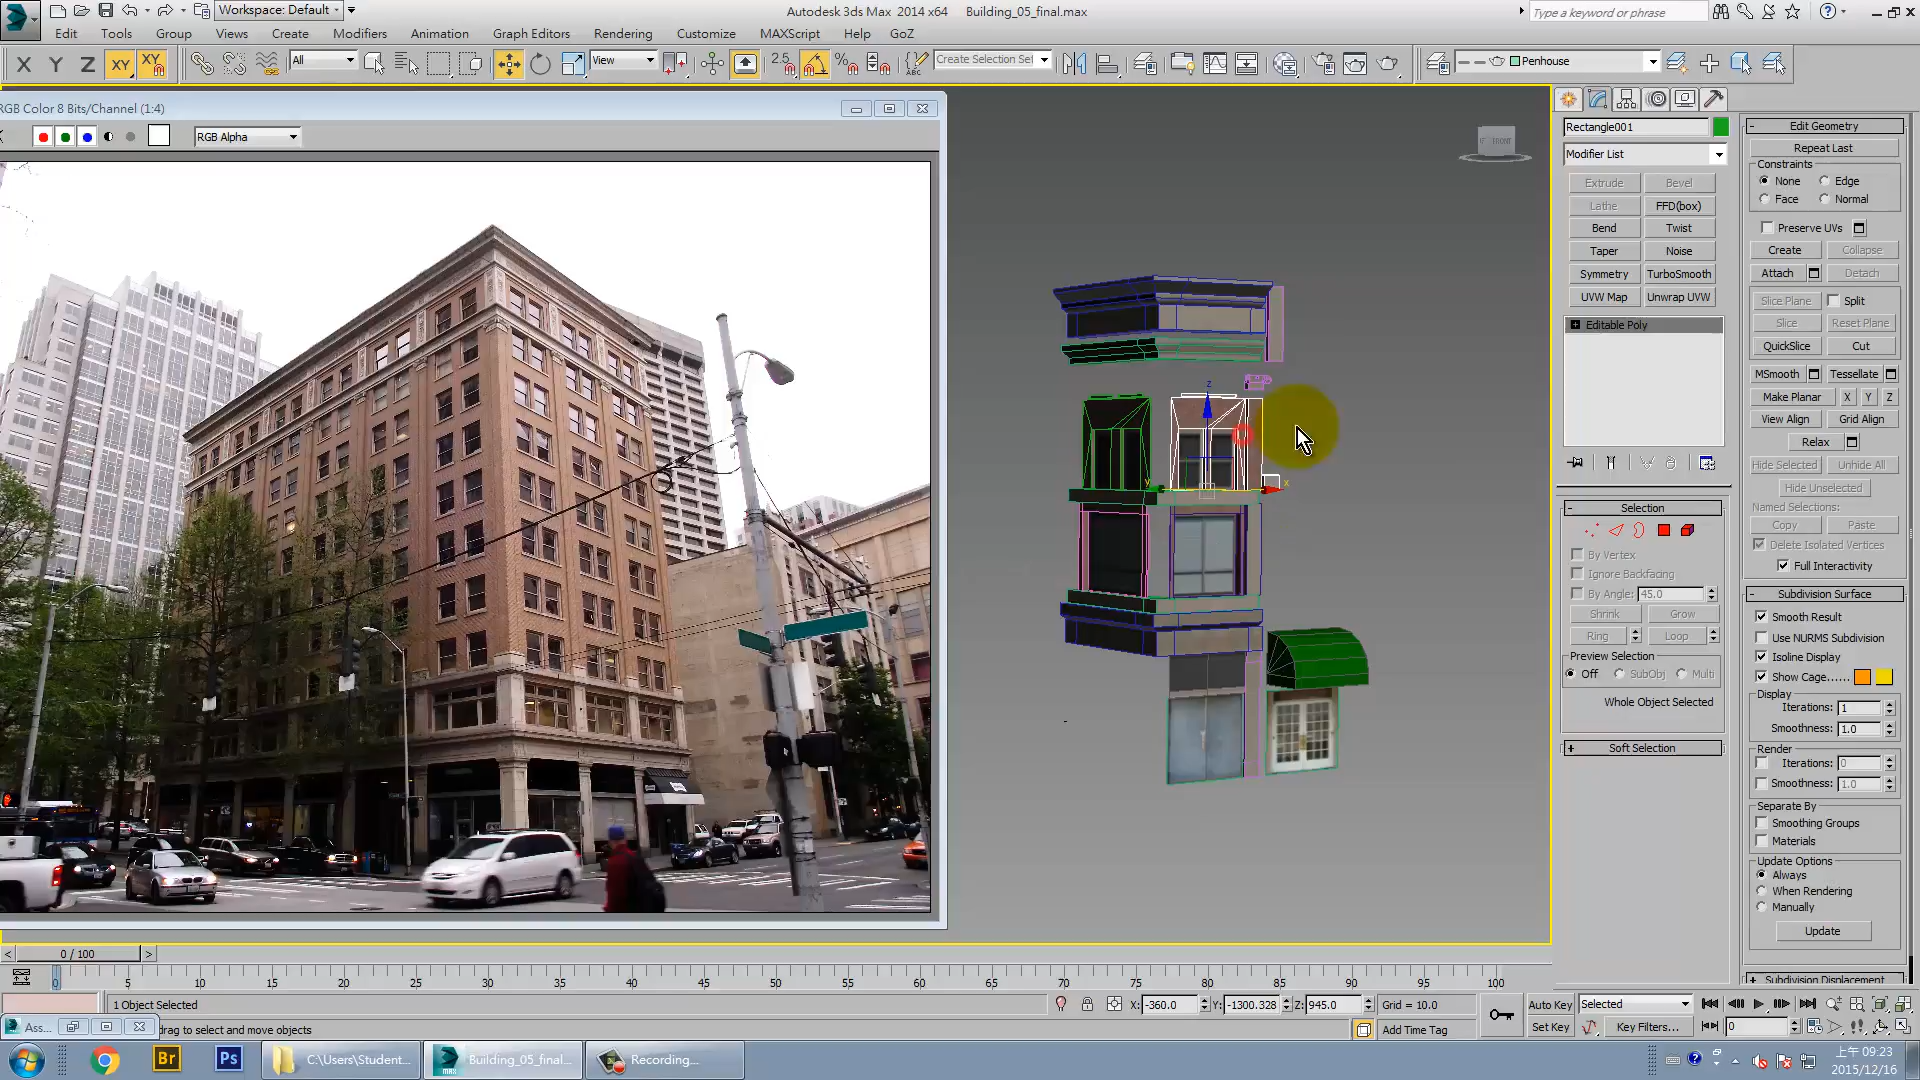 Workspace: Default
Autodesk 3ds Max 2014 x64 Building_05_final.max
Type a keyword or phrase
Edit Tools Group Views Create Modifiers Animation Graph Editors Rendering Customize MAXScript Help GoZ
X Y Z XY XY All View 2.5 Create Selection Set Penhouse
RGB Color 8 Bits/Channel (1:4)
RGB Alpha
FRONT
z
y
x
Rectangle001
Modifier List
Extrude Bevel
Lathe FFD(box)
Bend Twist
Taper Noise
Symmetry TurboSmooth
UVW Map Unwrap UVW
Editable Poly
Selection
By Vertex
Ignore Backfacing
By Angle: 45.0
Shrink Grow
Ring Loop
Preview Selection
Off SubObj Multi
Whole Object Selected
Soft Selection
Edit Geometry
Repeat Last
Constraints
None Edge
Face Normal
Preserve UVs
Create Collapse
Attach Detach
Slice Plane Split
Slice Reset Plane
QuickSlice Cut
MSmooth Tessellate
Make Planar X Y Z
View Align Grid Align
Relax
Hide Selected Unhide All
Hide Unselected
Named Selections:
Copy Paste
Delete Isolated Vertices
Full Interactivity
Subdivision Surface
Smooth Result
Use NURMS Subdivision
Isoline Display
Show Cage......
Display
Iterations: 1
Smoothness: 1.0
Render
Iterations: 0
Smoothness: 1.0
Separate By
Smoothing Groups
Materials
Update Options
Always
When Rendering
Manually
Update
Subdivision Displacement
< 0 / 100 >
0 5 10 15 20 25 30 35 40 45 50 55 60 65 70 75 80 85 90 95 100
1 Object Selected X: -360.0 Y: -1300.328 Z: 945.0 Grid = 10.0 Auto Key Selected
Ass... drag to select and move objects Add Time Tag Set Key Key Filters... 0
Br Ps C:\Users\Student... Building_05_final... Recording...
上午 09:23
2015/12/16